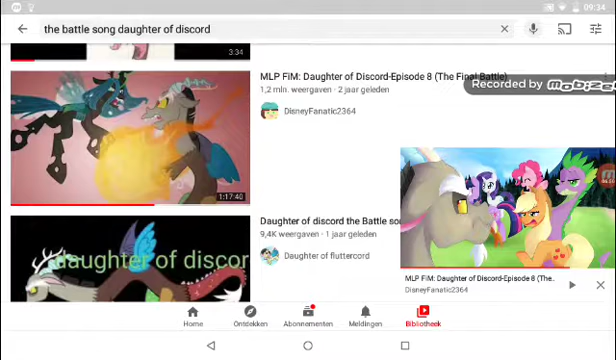 09:34
the battle song daughter of discord
3:34
MLP FiM: Daughter of Discord-Episode 8 (The Final Battle)
1,2 mln. weergaven · 2 jaar geleden
Recorded by
DisneyFanatic2364
1:17:40
Daughter of discord the Battle so
9,4K weergaven · 1 jaar geleden
Daughter of fluttercord
daughter of discor
MLP FiM: Daughter of Discord-Episode 8 (The..
DisneyFanatic2364
Home Ontdekken Abonnementen Meldingen Bibliotheek